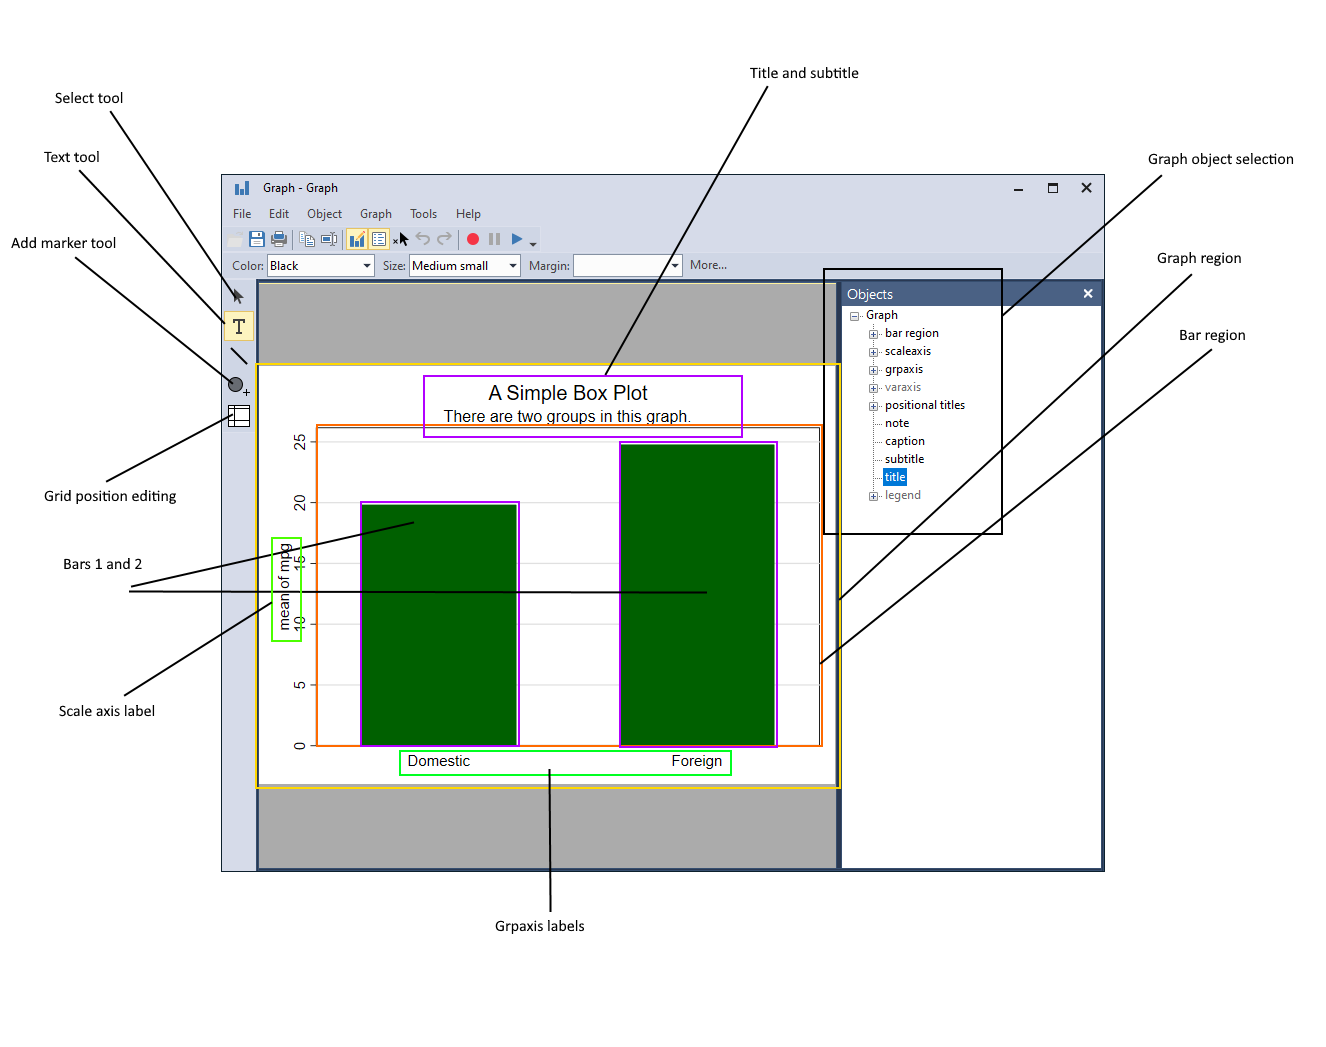 Title and subtitle
Select tool
Text tool
Graph object selection
Add marker tool
Graph region
Bar region
Graph - Graph
File Edit Object Graph Tools Help
Color: Black Size: Medium small Margin: More...
T
Objects
Graph
bar region
scaleaxis
grpaxis
varaxis
positional titles
note
caption
subtitle
title
legend
A Simple Box Plot
There are two groups in this graph.
25
20
15
10
5
0
mean of mpg
Domestic Foreign
Grid position editing
Bars 1 and 2
Scale axis label
Grpaxis labels